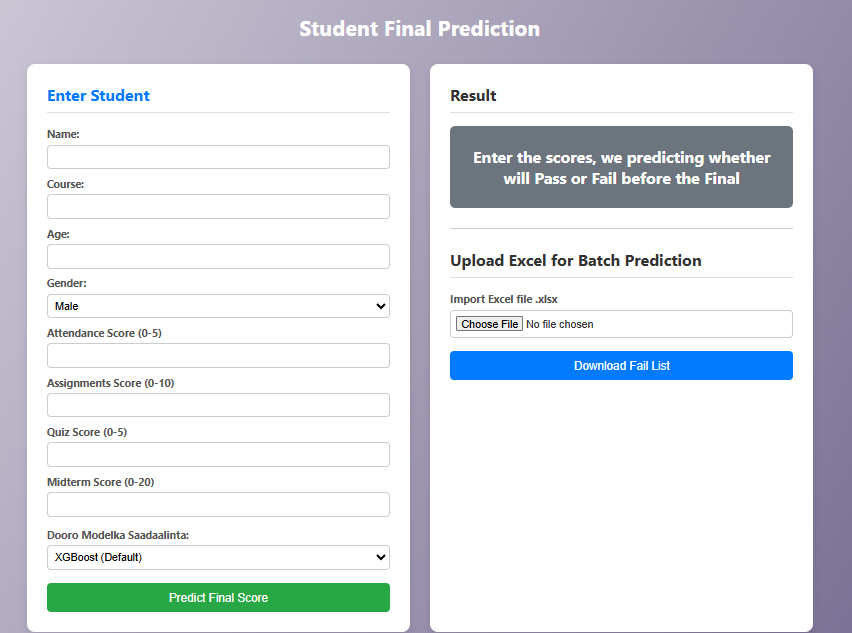 Student Final Prediction
Enter Student
Name:
Course:
Age:
Gender:
Male
Attendance Score (0-5)
Assignments Score (0-10)
Quiz Score (0-5)
Midterm Score (0-20)
Dooro Modelka Saadaalinta:
XGBoost (Default)
Predict Final Score
Result
Enter the scores, we predicting whether
will Pass or Fail before the Final
Upload Excel for Batch Prediction
Import Excel file .xlsx
Choose File No file chosen
Download Fail List